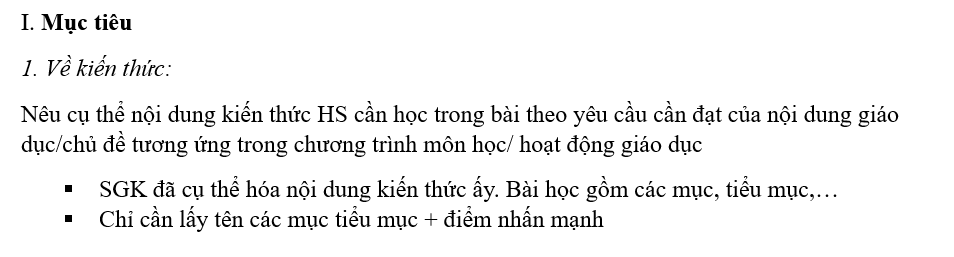 I. Mục tiêu
1. Về kiến thức:
Nêu cụ thể nội dung kiến thức HS cần học trong bài theo yêu cầu cần đạt của nội dung giáo
dục/chủ đề tương ứng trong chương trình môn học/ hoạt động giáo dục
▪ SGK đã cụ thể hóa nội dung kiến thức ấy. Bài học gồm các mục, tiểu mục,…
▪ Chỉ cần lấy tên các mục tiểu mục + điểm nhấn mạnh